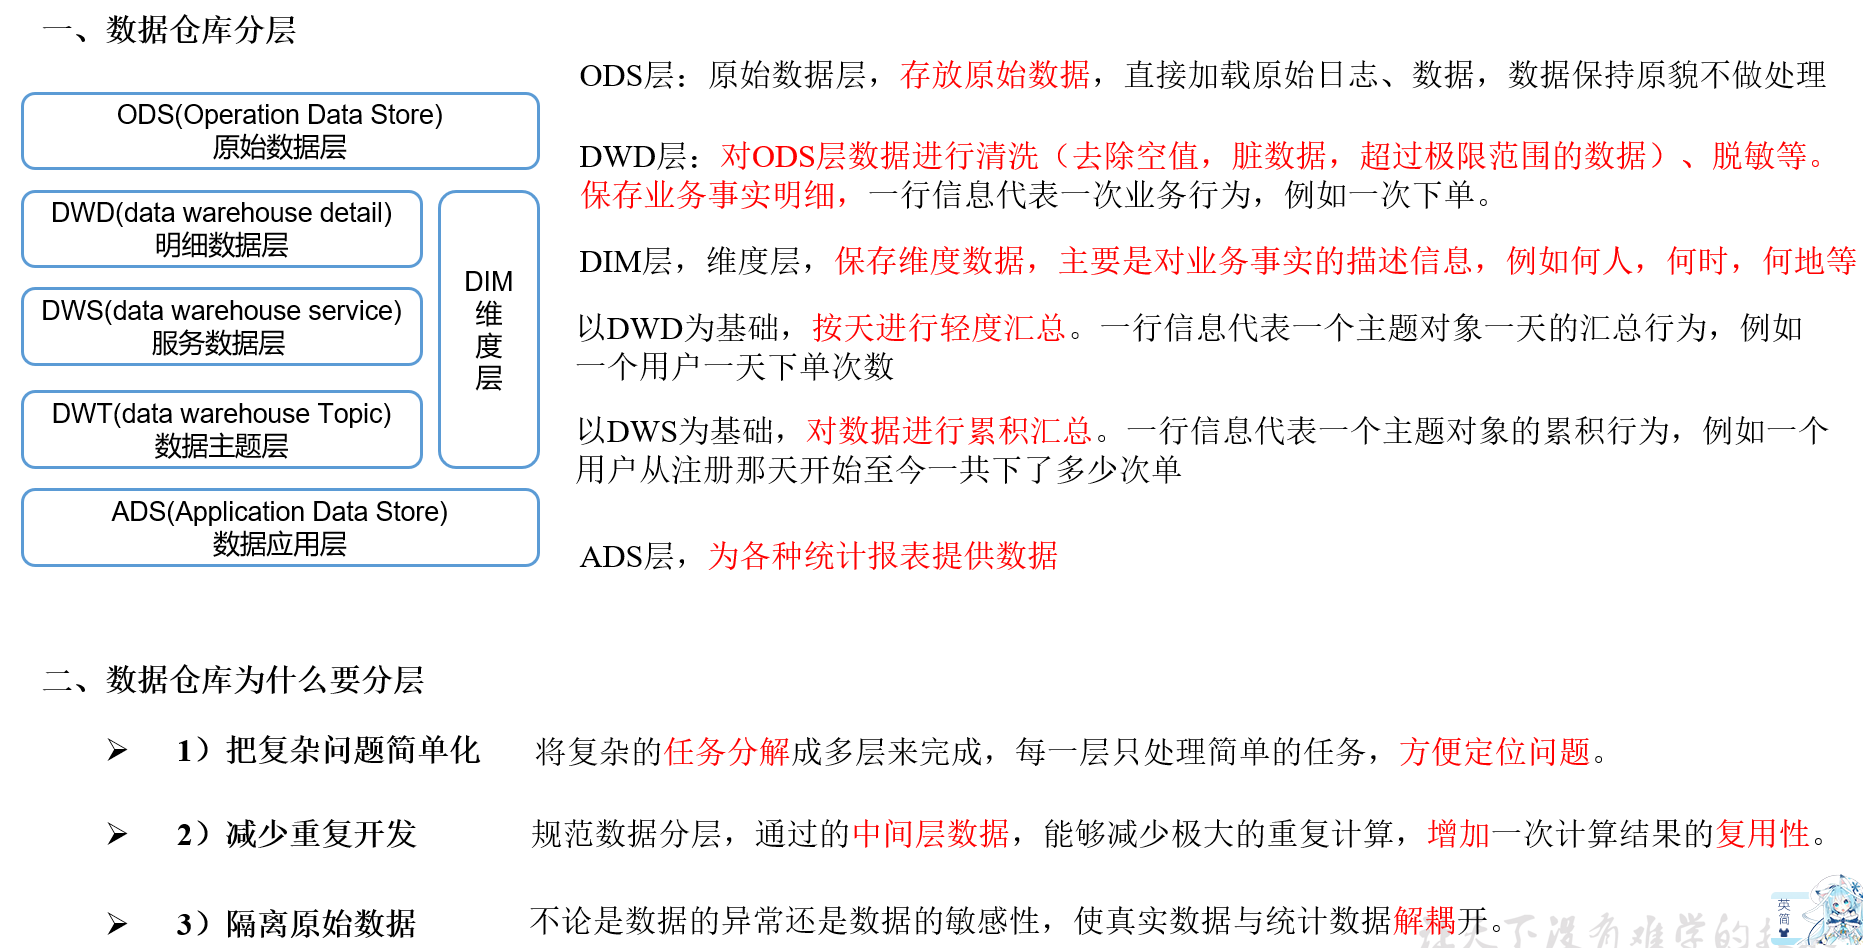 一、数据仓库分层
ODS(Operation Data Store)
原始数据层
DWD(data warehouse detail)
明细数据层
DWS(data warehouse service)
服务数据层
DWT(data warehouse Topic)
数据主题层
DIM
维
度
层
ADS(Application Data Store)
数据应用层
ODS层：原始数据层，存放原始数据，直接加载原始日志、数据，数据保持原貌不做处理
DWD层：对ODS层数据进行清洗（去除空值，脏数据，超过极限范围的数据）、脱敏等。
保存业务事实明细，一行信息代表一次业务行为，例如一次下单。
DIM层，维度层，保存维度数据，主要是对业务事实的描述信息，例如何人，何时，何地等
以DWD为基础，按天进行轻度汇总。一行信息代表一个主题对象一天的汇总行为，例如
一个用户一天下单次数
以DWS为基础，对数据进行累积汇总。一行信息代表一个主题对象的累积行为，例如一个
用户从注册那天开始至今一共下了多少次单
ADS层，为各种统计报表提供数据
二、数据仓库为什么要分层
1）把复杂问题简单化 将复杂的任务分解成多层来完成，每一层只处理简单的任务，方便定位问题。
2）减少重复开发 规范数据分层，通过的中间层数据，能够减少极大的重复计算，增加一次计算结果的复用性。
3）隔离原始数据 不论是数据的异常还是数据的敏感性，使真实数据与统计数据解耦开。
天下没有难学的
英
简